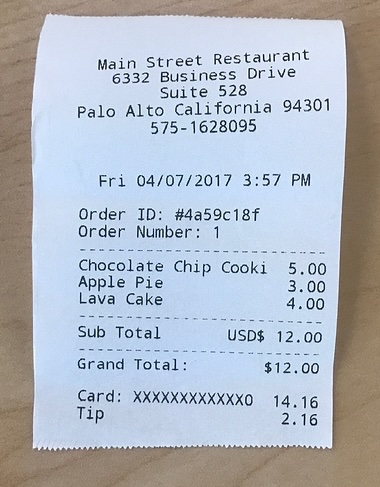 Main Street Restaurant
6332 Business Drive
Suite 528
Palo Alto California 94301
575-1628095
Fri 04/07/2017 3:57 PM
Order ID: #4a59c18f
Order Number: 1
Chocolate Chip Cooki 5.00
Apple Pie 3.00
Lava Cake 4.00
Sub Total USD$ 12.00
Grand Total: $12.00
Card: XXXXXXXXXXXXO 14.16
Tip 2.16